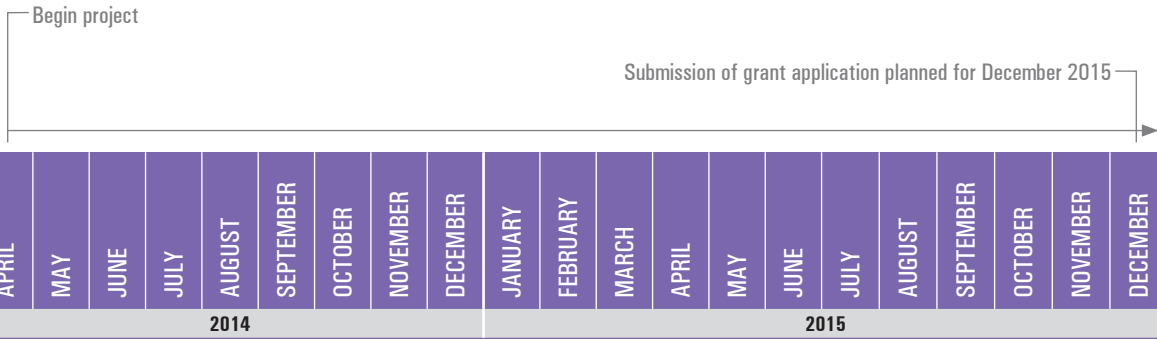 Begin project
Submission of grant application planned for December 2015
APRIL
MAY
JUNE
JULY
AUGUST
SEPTEMBER
OCTOBER
NOVEMBER
DECEMBER
JANUARY
FEBRUARY
MARCH
APRIL
MAY
JUNE
JULY
AUGUST
SEPTEMBER
OCTOBER
NOVEMBER
DECEMBER
2014
2015